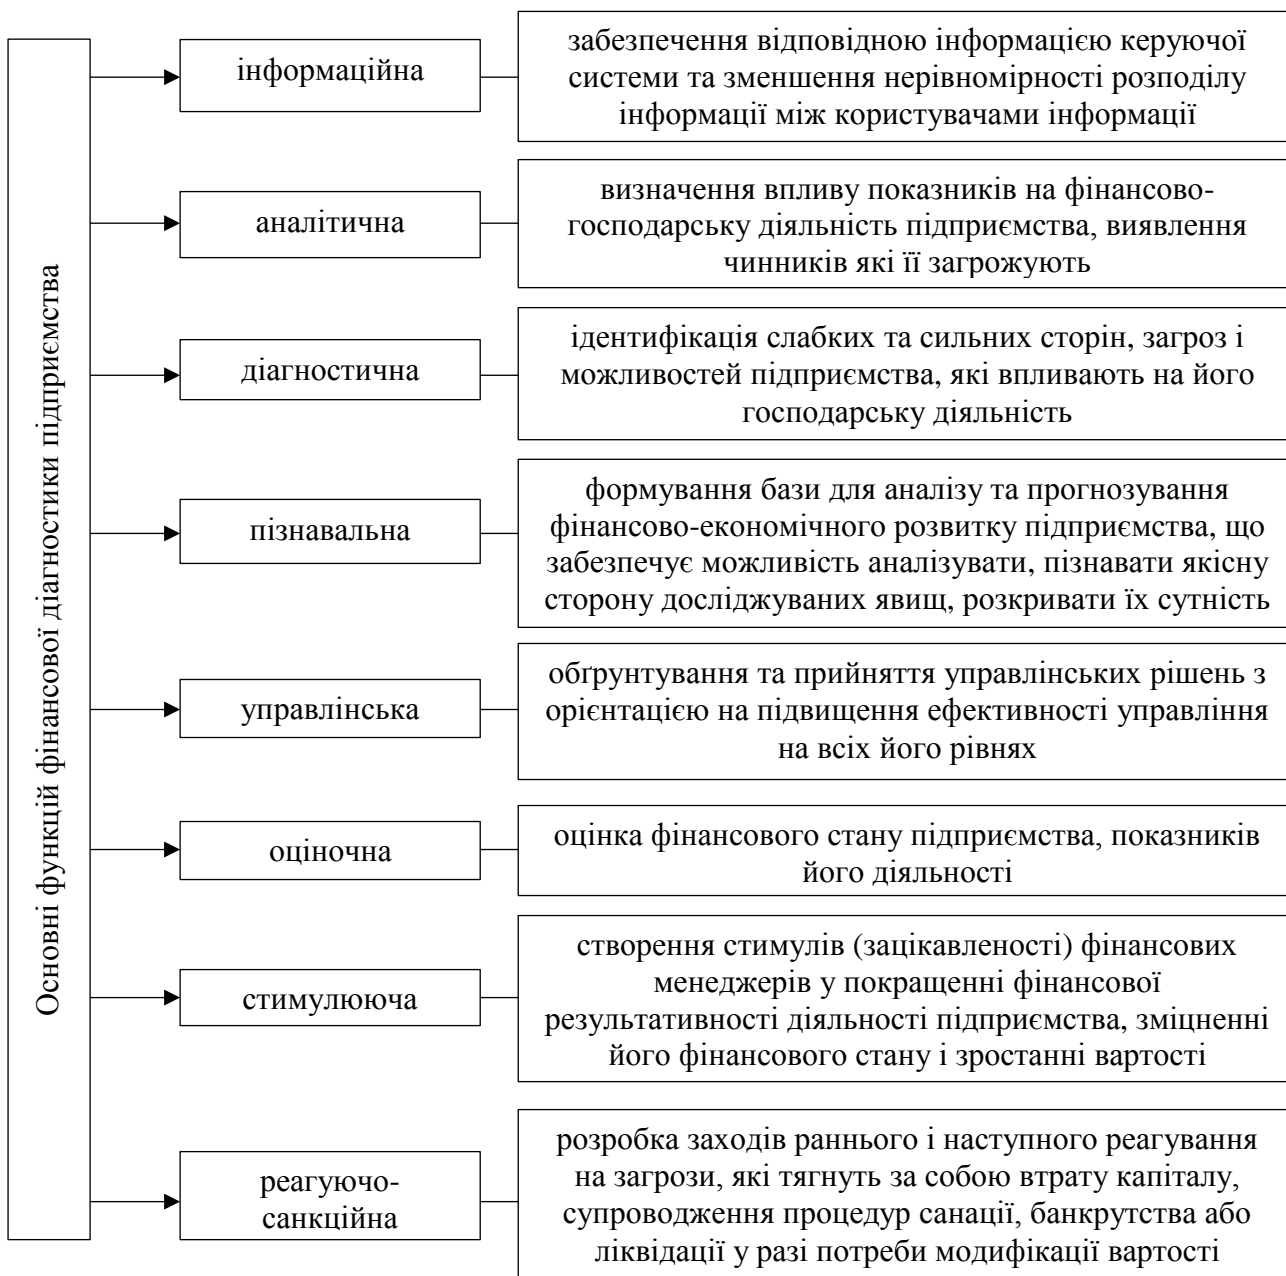 Основні функцій фінансової діагностики підприємства
інформаційна
забезпечення відповідною інформацією керуючої
системи та зменшення нерівномірності розподілу
інформації між користувачами інформації
аналітична
визначення впливу показників на фінансово-
господарську діяльність підприємства, виявлення
чинників які її загрожують
діагностична
ідентифікація слабких та сильних сторін, загроз і
можливостей підприємства, які впливають на його
господарську діяльність
пізнавальна
формування бази для аналізу та прогнозування
фінансово-економічного розвитку підприємства, що
забезпечує можливість аналізувати, пізнавати якісну
сторону досліджуваних явищ, розкривати їх сутність
управлінська
обґрунтування та прийняття управлінських рішень з
орієнтацією на підвищення ефективності управління
на всіх його рівнях
оціночна
оцінка фінансового стану підприємства, показників
його діяльності
стимулююча
створення стимулів (зацікавленості) фінансових
менеджерів у покращенні фінансової
результативності діяльності підприємства, зміцненні
його фінансового стану і зростанні вартості
реагуючо-
санкційна
розробка заходів раннього і наступного реагування
на загрози, які тягнуть за собою втрату капіталу,
супроводження процедур санації, банкрутства або
ліквідації у разі потреби модифікації вартості